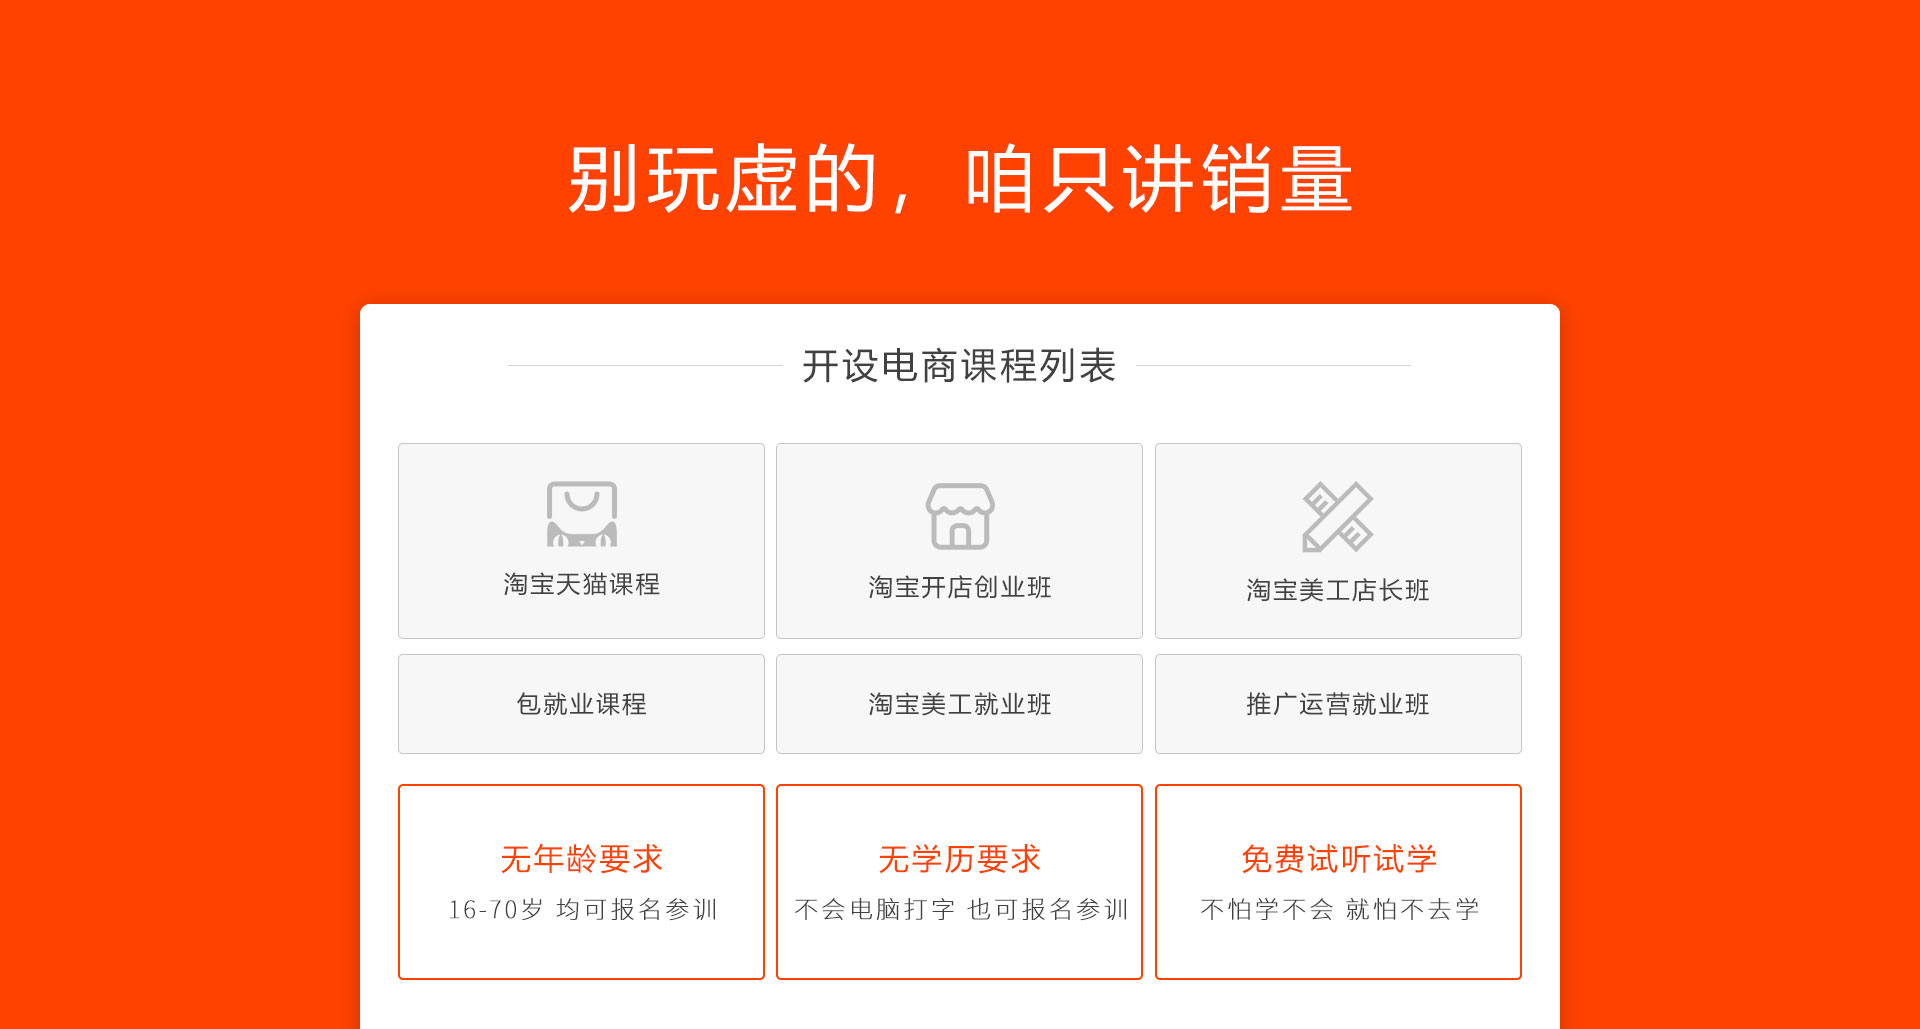 别玩虚的，咱只讲销量
开设电商课程列表
淘宝天猫课程
淘宝开店创业班
淘宝美工店长班
包就业课程
淘宝美工就业班
推广运营就业班
无年龄要求
16-70岁 均可报名参训
无学历要求
不会电脑打字 也可报名参训
免费试听试学
不怕学不会 就怕不去学